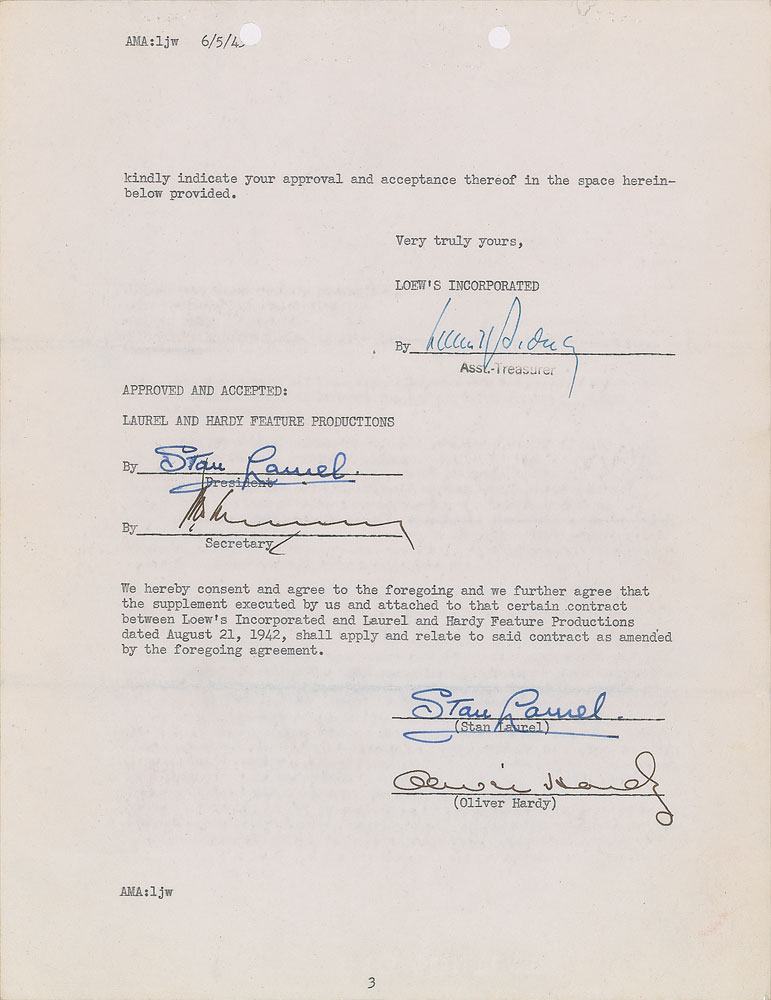 AMA:ljw 6/5/4
kindly indicate your approval and acceptance thereof in the space herein-
below provided.
Very truly yours,
LOEW'S INCORPORATED
By
Asst.-Treasurer
APPROVED AND ACCEPTED:
LAUREL AND HARDY FEATURE PRODUCTIONS
By Stan Laurel.
President
By
Secretary
We hereby consent and agree to the foregoing and we further agree that
the supplement executed by us and attached to that certain contract
between Loew's Incorporated and Laurel and Hardy Feature Productions
dated August 21, 1942, shall apply and relate to said contract as amended
by the foregoing agreement.
Stan Laurel.
(Stan Laurel)
Oliver Hardy
(Oliver Hardy)
AMA:ljw
3